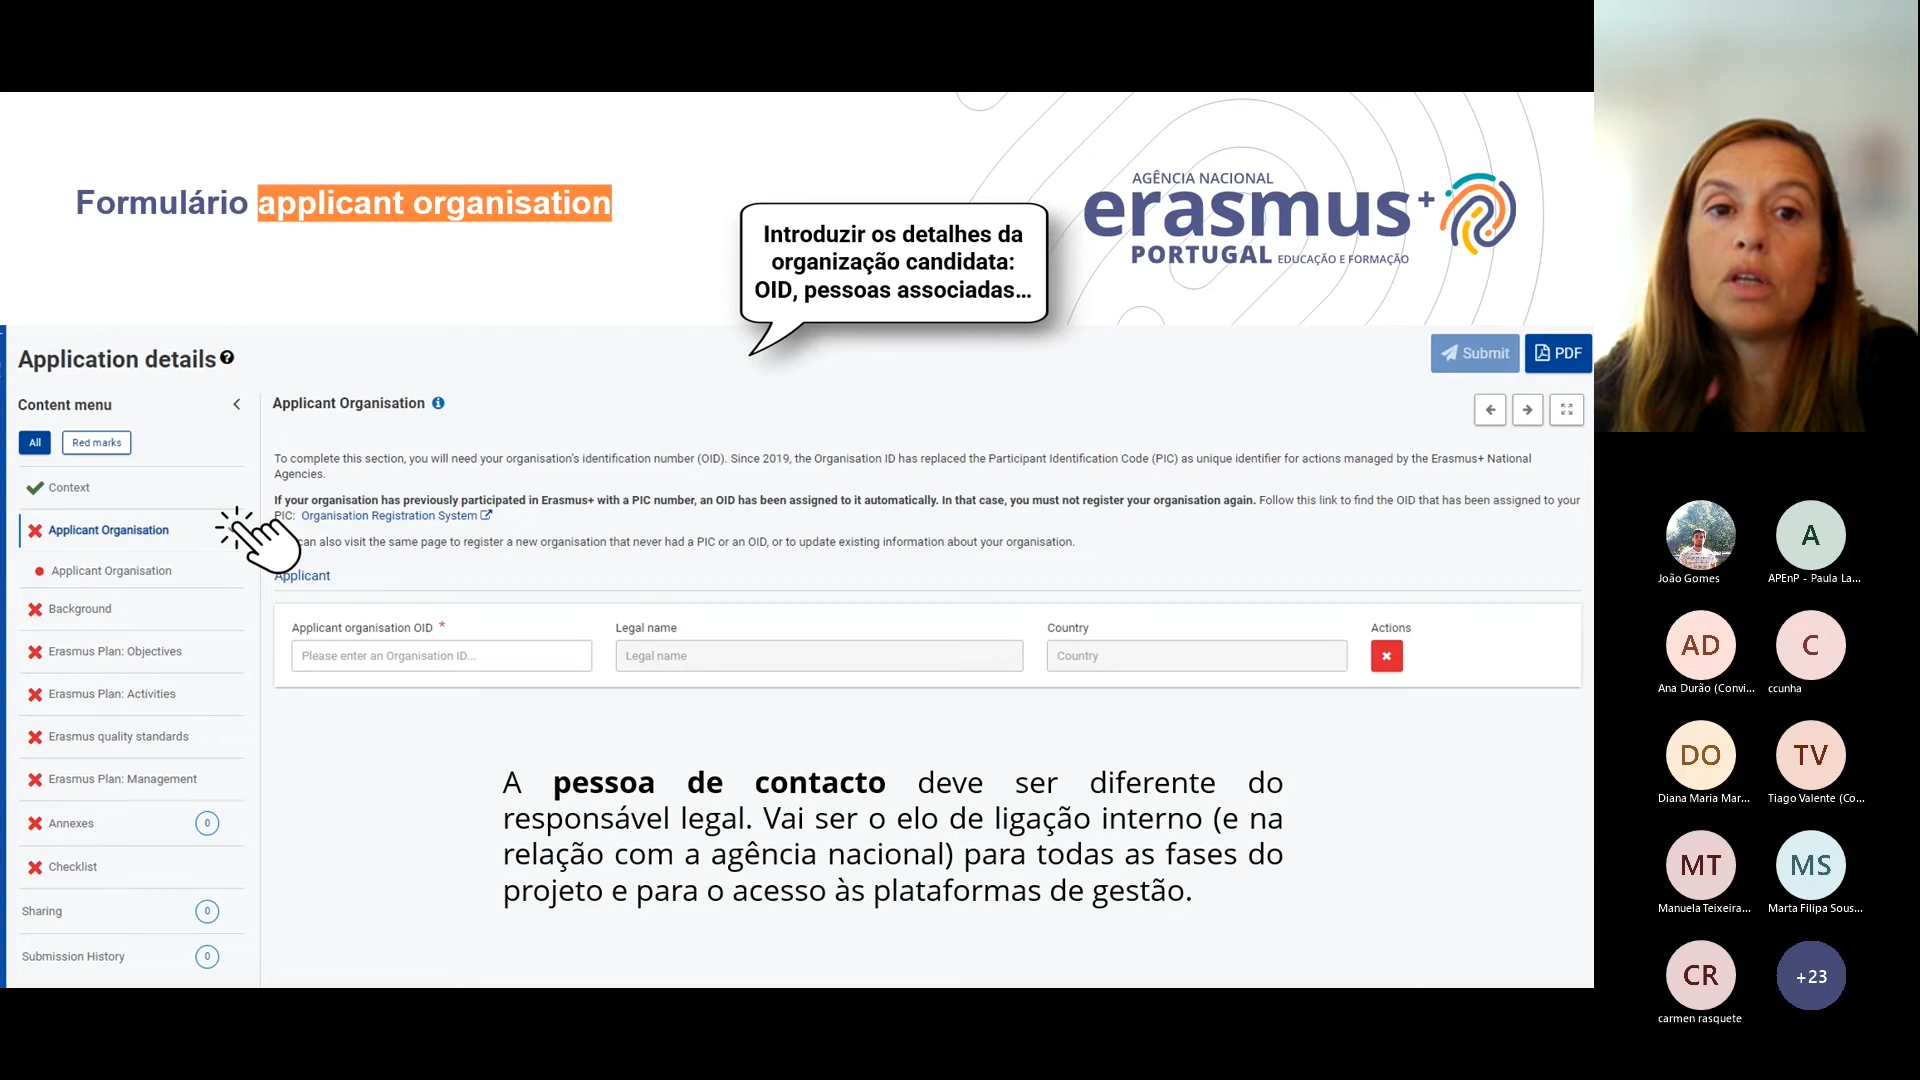 Formulário applicant organisation
Introduzir os detalhes da
organização candidata:
OID, pessoas associadas...
AGÊNCIA NACIONAL
erasmus+
PORTUGAL EDUCAÇÃO E FORMAÇÃO
Application details
Submit
PDF
Content menu
All
Red marks
Context
Applicant Organisation
Applicant Organisation
Background
Erasmus Plan: Objectives
Erasmus Plan: Activities
Erasmus quality standards
Erasmus Plan: Management
Annexes 0
Checklist
Sharing 0
Submission History 0
Applicant Organisation
To complete this section, you will need your organisation's identification number (OID). Since 2019, the Organisation ID has replaced the Participant Identification Code (PIC) as unique identifier for actions managed by the Erasmus+ National
Agencies.
If your organisation has previously participated in Erasmus+ with a PIC number, an OID has been assigned to it automatically. In that case, you must not register your organisation again. Follow this link to find the OID that has been assigned to your
PIC: Organisation Registration System
can also visit the same page to register a new organisation that never had a PIC or an OID, or to update existing information about your organisation.
Applicant
Applicant organisation OID *
Legal name
Country
Actions
Please enter an Organisation ID...
Legal name
Country
A pessoa de contacto deve ser diferente do
responsável legal. Vai ser o elo de ligação interno (e na
relação com a agência nacional) para todas as fases do
projeto e para o acesso às plataformas de gestão.
João Gomes
A
APEnP - Paula La...
AD
Ana Durão (Convi...
C
ccunha
DO
Diana Maria Mar...
TV
Tiago Valente (Co...
MT
Manuela Teixeira...
MS
Marta Filipa Sous...
CR
carmen rasquete
+23